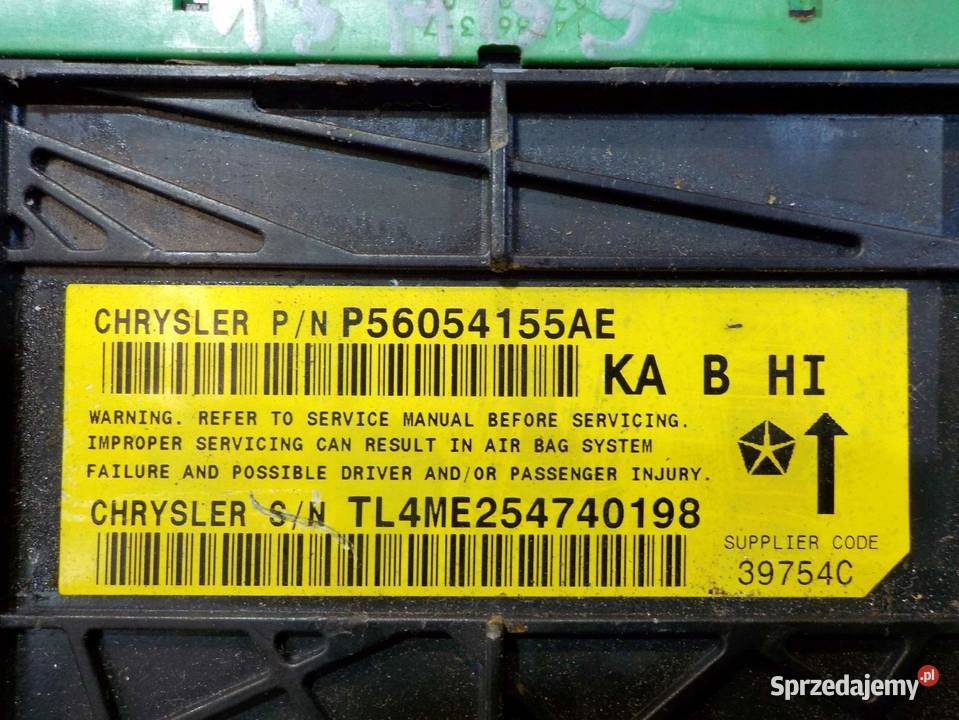 CHRYSLER P/N P56054155AE
KA B HI
WARNING. REFER TO SERVICE MANUAL BEFORE SERVICING.
IMPROPER SERVICING CAN RESULT IN AIR BAG SYSTEM
FAILURE AND POSSIBLE DRIVER AND/OR PASSENGER INJURY.
CHRYSLER S/N TL4ME254740198
SUPPLIER CODE
39754C
Sprzedajemy.pl